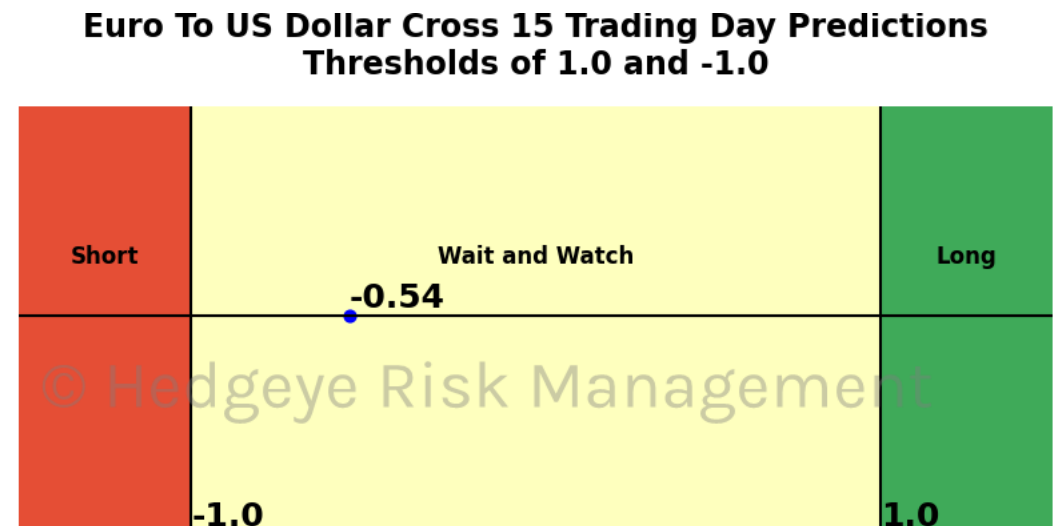 Euro To US Dollar Cross 15 Trading Day Predictions
Thresholds of 1.0 and -1.0
Short
Wait and Watch
Long
-0.54
© Hedgeye Risk Management
-1.0
1.0